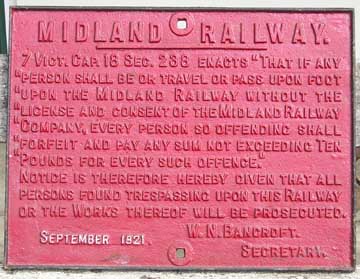 MIDLAND RAILWAY.
7 VICT. CAP. 18 SEC. 238 ENACTS "THAT IF ANY
"PERSON SHALL BE OR TRAVEL OR PASS UPON FOOT
"UPON THE MIDLAND RAILWAY WITHOUT THE
"LICENSE AND CONSENT OF THE MIDLAND RAILWAY
"COMPANY, EVERY PERSON SO OFFENDING SHALL
"FORFEIT AND PAY ANY SUM NOT EXCEEDING TEN
"POUNDS FOR EVERY SUCH OFFENCE."
NOTICE IS THEREFORE HEREBY GIVEN THAT ALL
PERSONS FOUND TRESPASSING UPON THIS RAILWAY
OR THE WORKS THEREOF WILL BE PROSECUTED.
W. N. BANCROFT.
SEPTEMBER 1921.
SECRETARY.